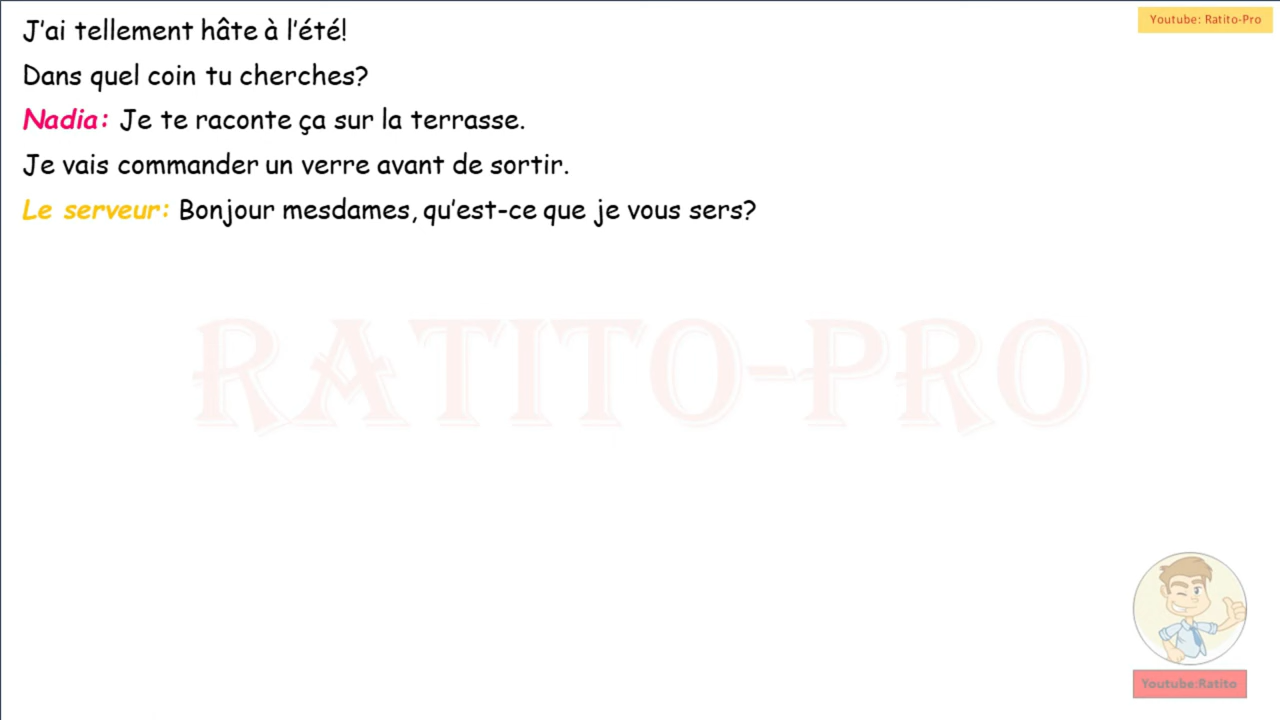 J'ai tellement hâte à l'été!
Youtube: Ratito-Pro
Dans quel coin tu cherches?
Nadia: Je te raconte ça sur la terrasse.
Je vais commander un verre avant de sortir.
Le serveur: Bonjour mesdames, qu'est-ce que je vous sers?
RATITO-PRO
Youtube:Ratito